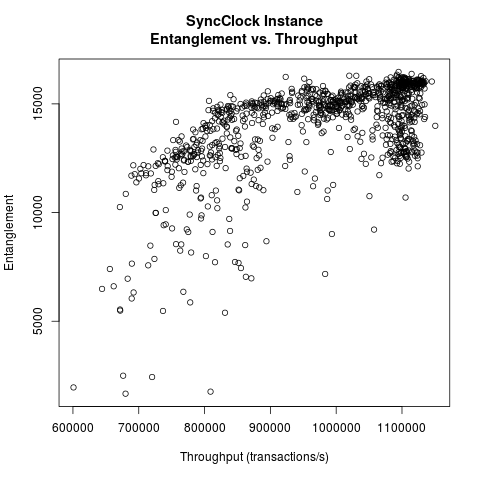 SyncClock Instance
Entanglement vs. Throughput
Entanglement
15000
10000
5000
600000 700000 800000 900000 1000000 1100000
Throughput (transactions/s)